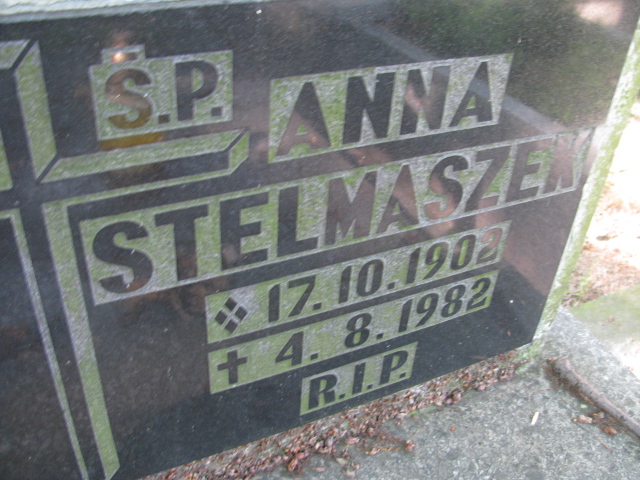 Ś.P. ANNA
STELMASZEK
17.10.1902
✝ 4.8.1982
R.I.P.